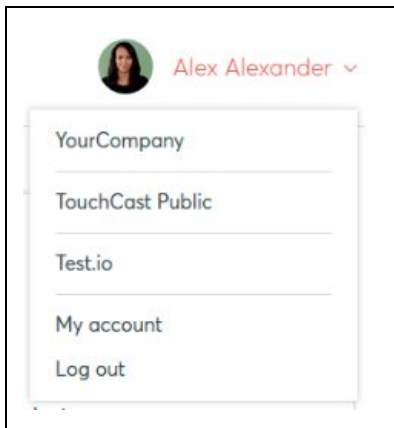 Alex Alexander
YourCompany
TouchCast Public
Test.io
My account
Log out